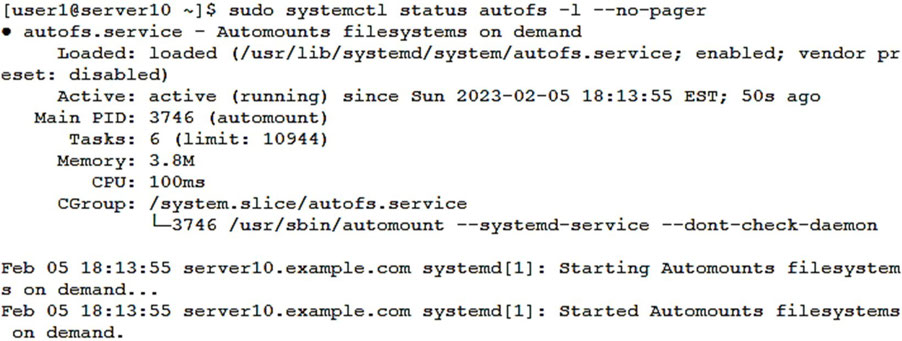 [user1@server10 ~]$ sudo systemctl status autofs -l --no-pager
● autofs.service - Automounts filesystems on demand
     Loaded: loaded (/usr/lib/systemd/system/autofs.service; enabled; vendor pr
eset: disabled)
     Active: active (running) since Sun 2023-02-05 18:13:55 EST; 50s ago
   Main PID: 3746 (automount)
      Tasks: 6 (limit: 10944)
     Memory: 3.8M
        CPU: 100ms
     CGroup: /system.slice/autofs.service
             └─3746 /usr/sbin/automount --systemd-service --dont-check-daemon
Feb 05 18:13:55 server10.example.com systemd[1]: Starting Automounts filesystem
s on demand...
Feb 05 18:13:55 server10.example.com systemd[1]: Started Automounts filesystems
 on demand.